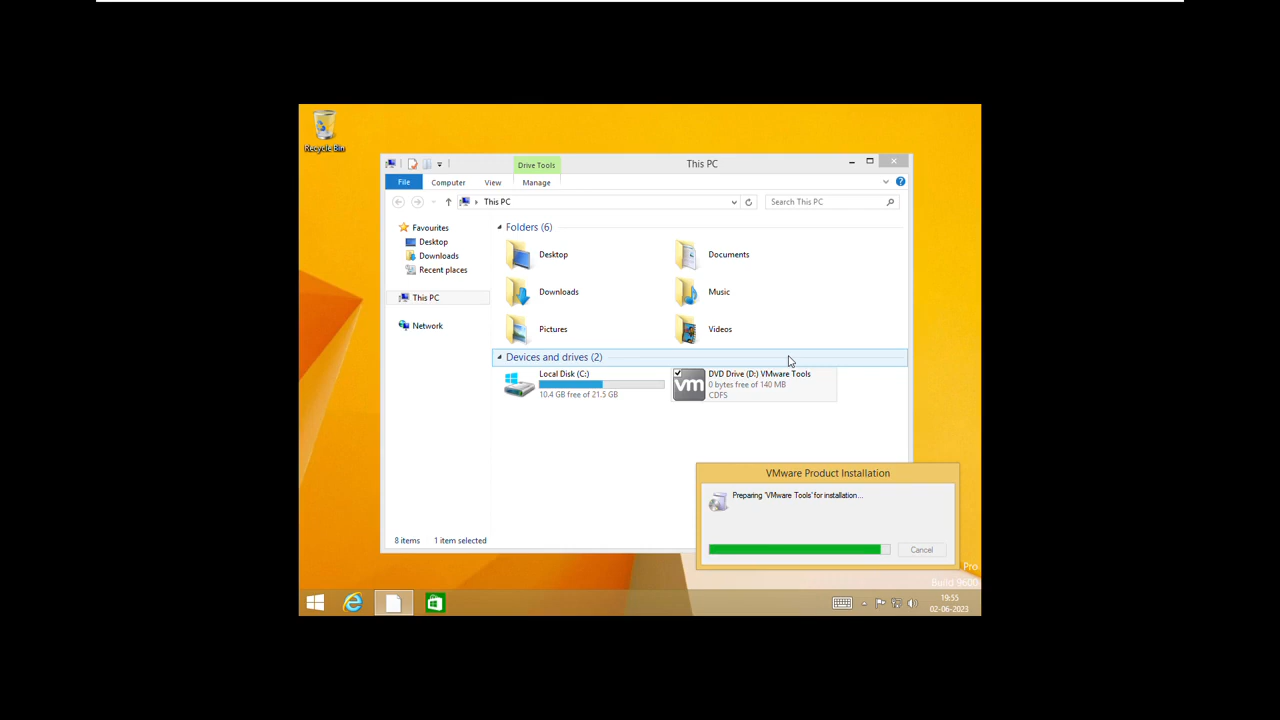 Recycle Bin
Drive Tools
This PC
File
Computer
View
Manage
This PC
Search This PC
Favourites
Desktop
Downloads
Recent places
This PC
Network
Folders (6)
Desktop
Documents
Downloads
Music
Pictures
Videos
Devices and drives (2)
Local Disk (C:)
10.4 GB free of 21.5 GB
vm
DVD Drive (D:) VMware Tools
0 bytes free of 140 MB
CDFS
VMware Product Installation
Preparing 'VMware Tools' for installation...
Cancel
8 items
1 item selected
Pro
Build 9600
19:55
02-06-2023